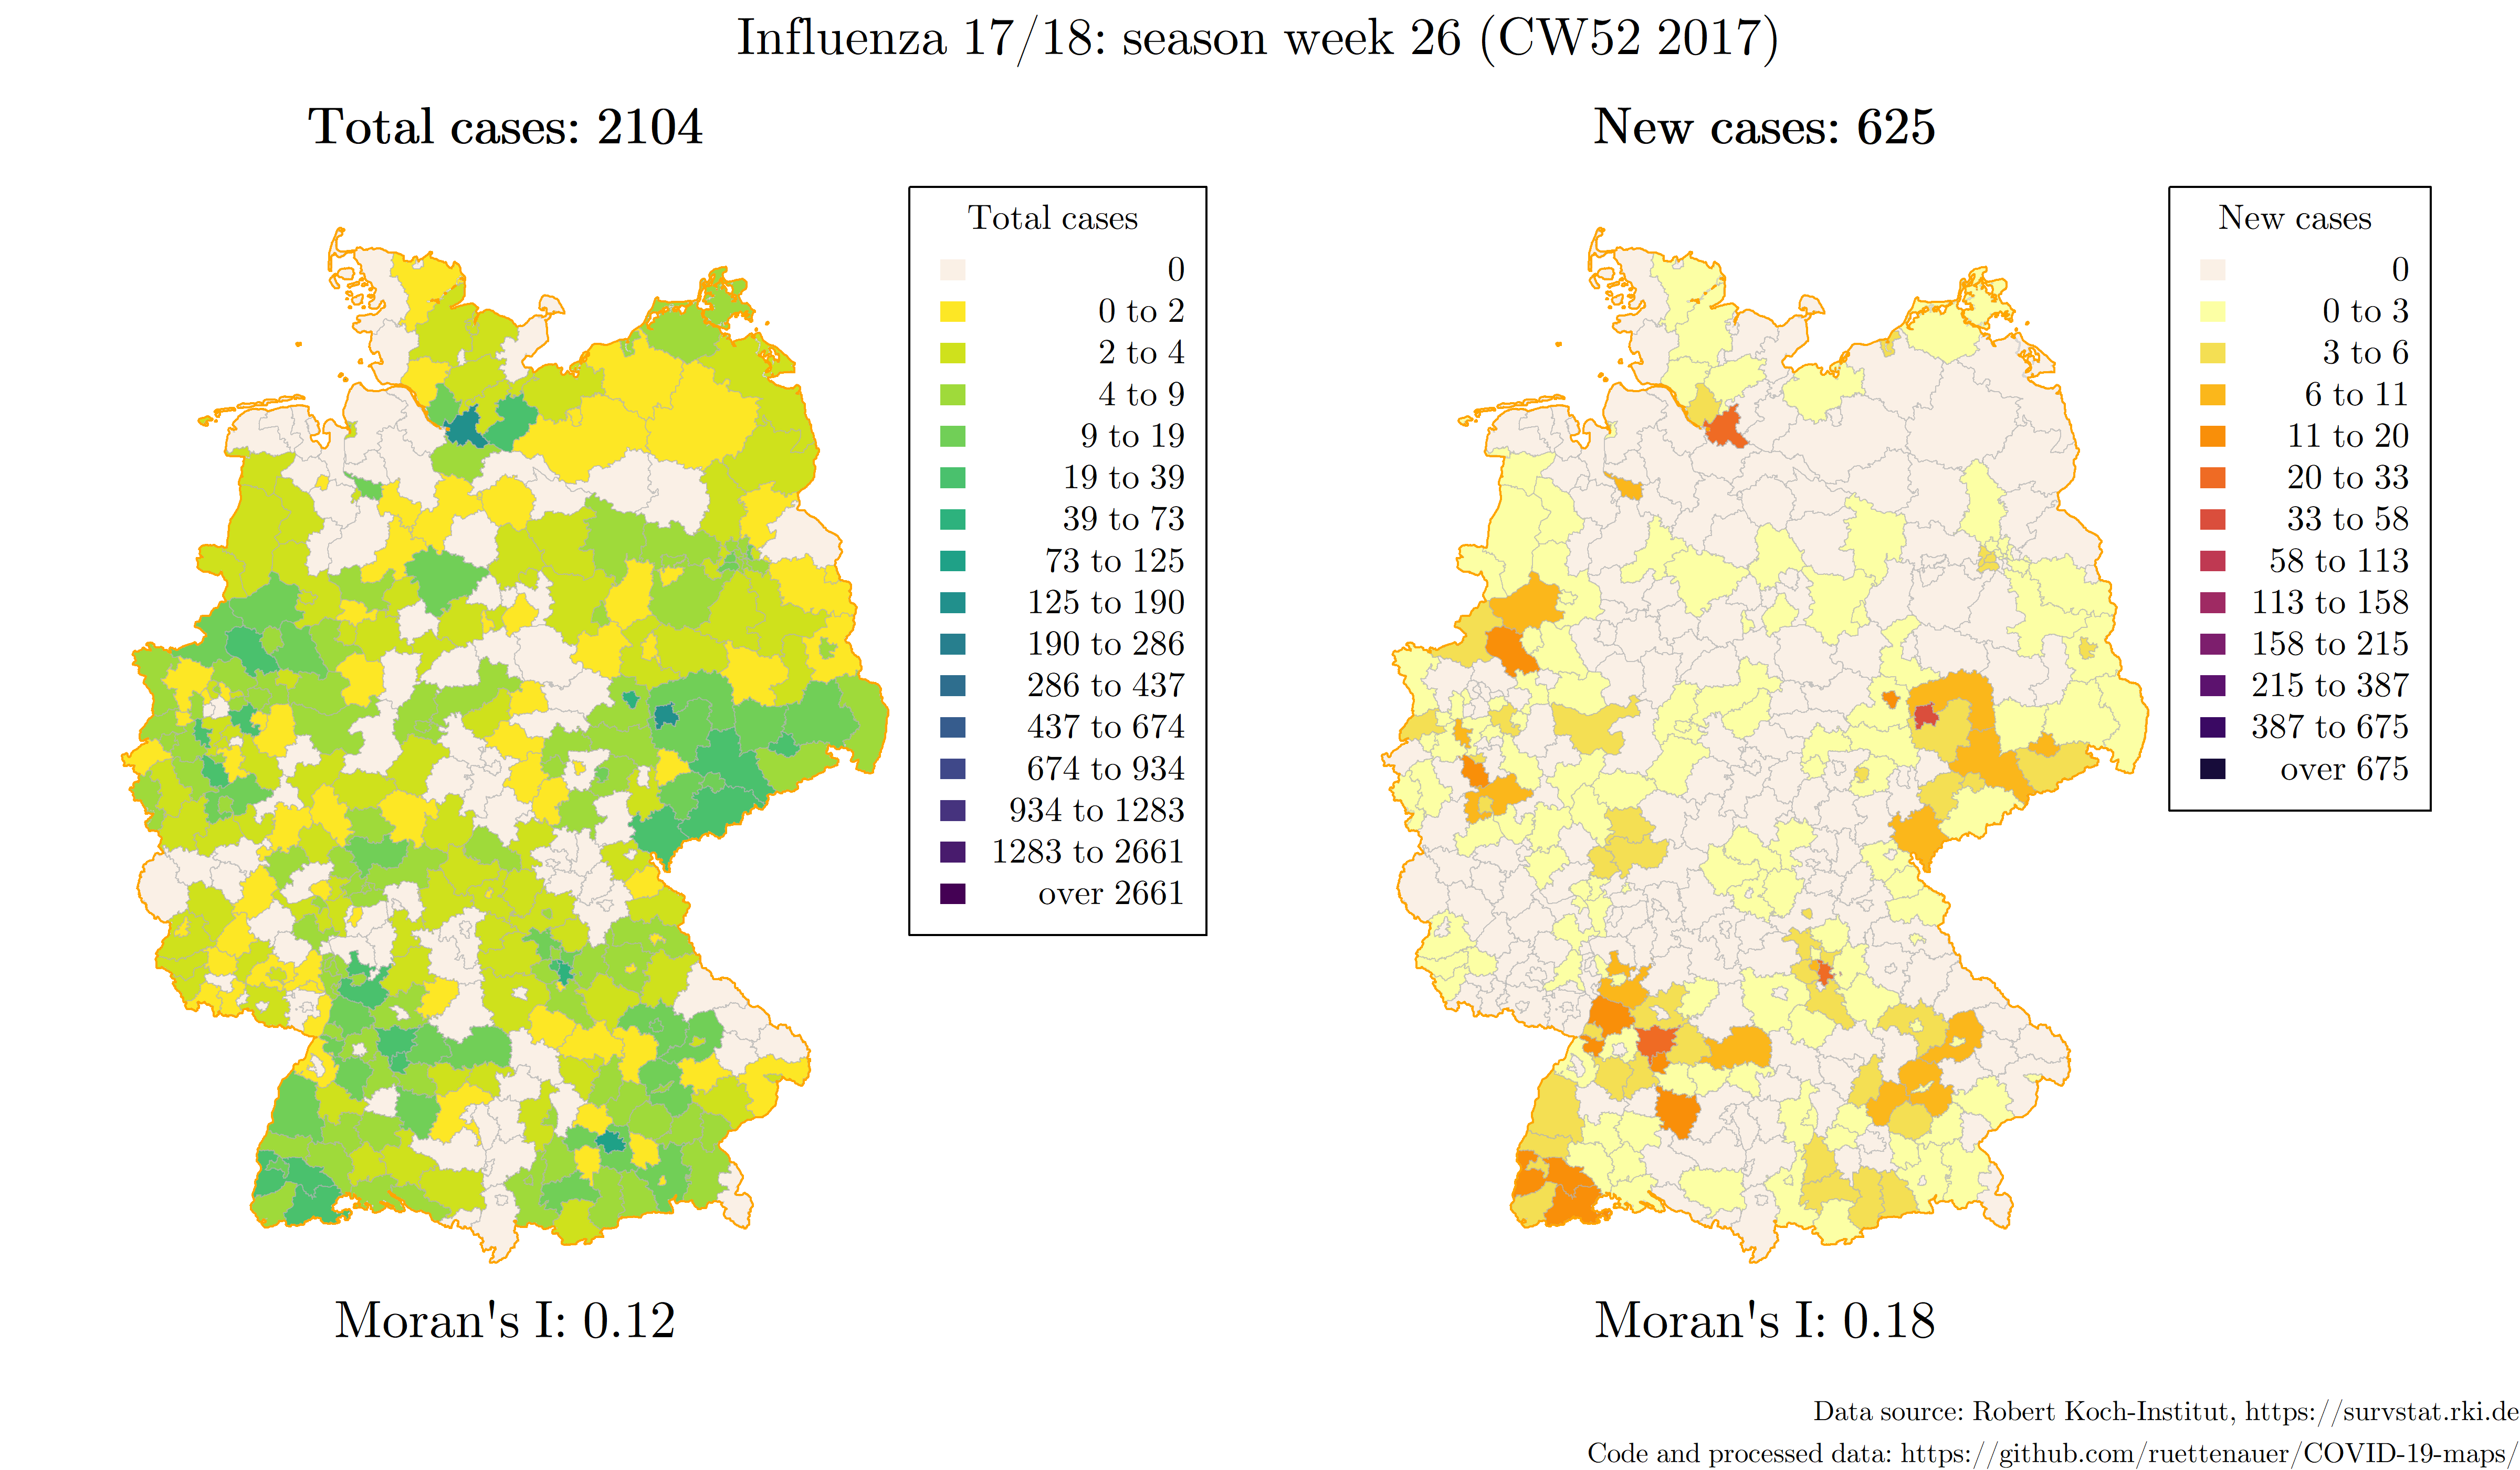 Influenza 17/18: season week 26 (CW52 2017)
Total cases: 2104
Total cases
0
0 to 2
2 to 4
4 to 9
9 to 19
19 to 39
39 to 73
73 to 125
125 to 190
190 to 286
286 to 437
437 to 674
674 to 934
934 to 1283
1283 to 2661
over 2661
Moran's I: 0.12
New cases: 625
New cases
0
0 to 3
3 to 6
6 to 11
11 to 20
20 to 33
33 to 58
58 to 113
113 to 158
158 to 215
215 to 387
387 to 675
over 675
Moran's I: 0.18
Data source: Robert Koch-Institut, https://survstat.rki.de
Code and processed data: https://github.com/ruettenauer/COVID-19-maps/